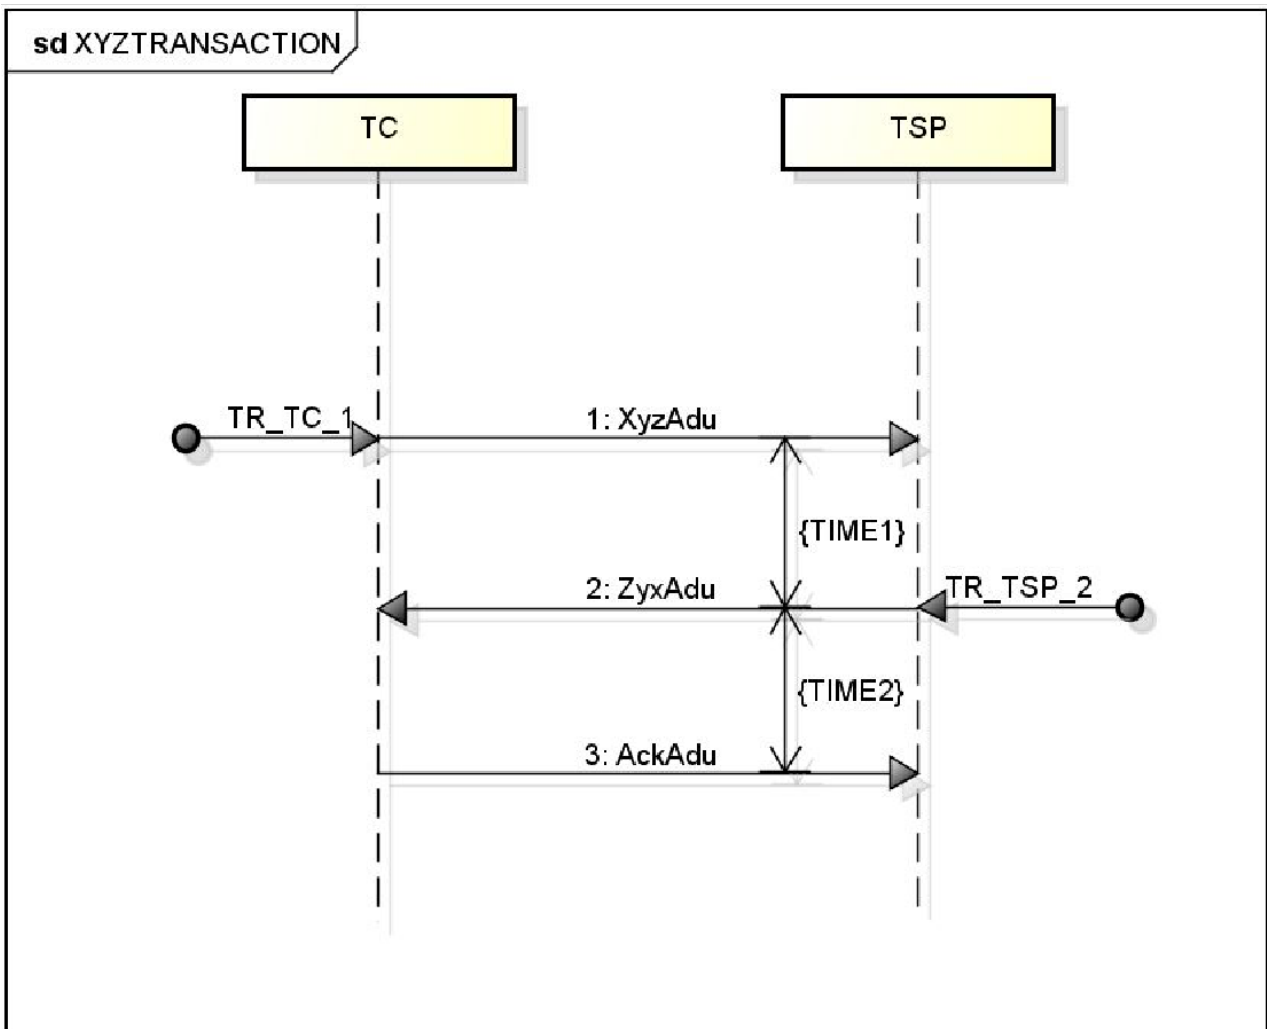 sd XYZTRANSACTION
TC
TSP
TR_TC_1
1: XyzAdu
{TIME1}
2: ZyxAdu
TR_TSP_2
{TIME2}
3: AckAdu